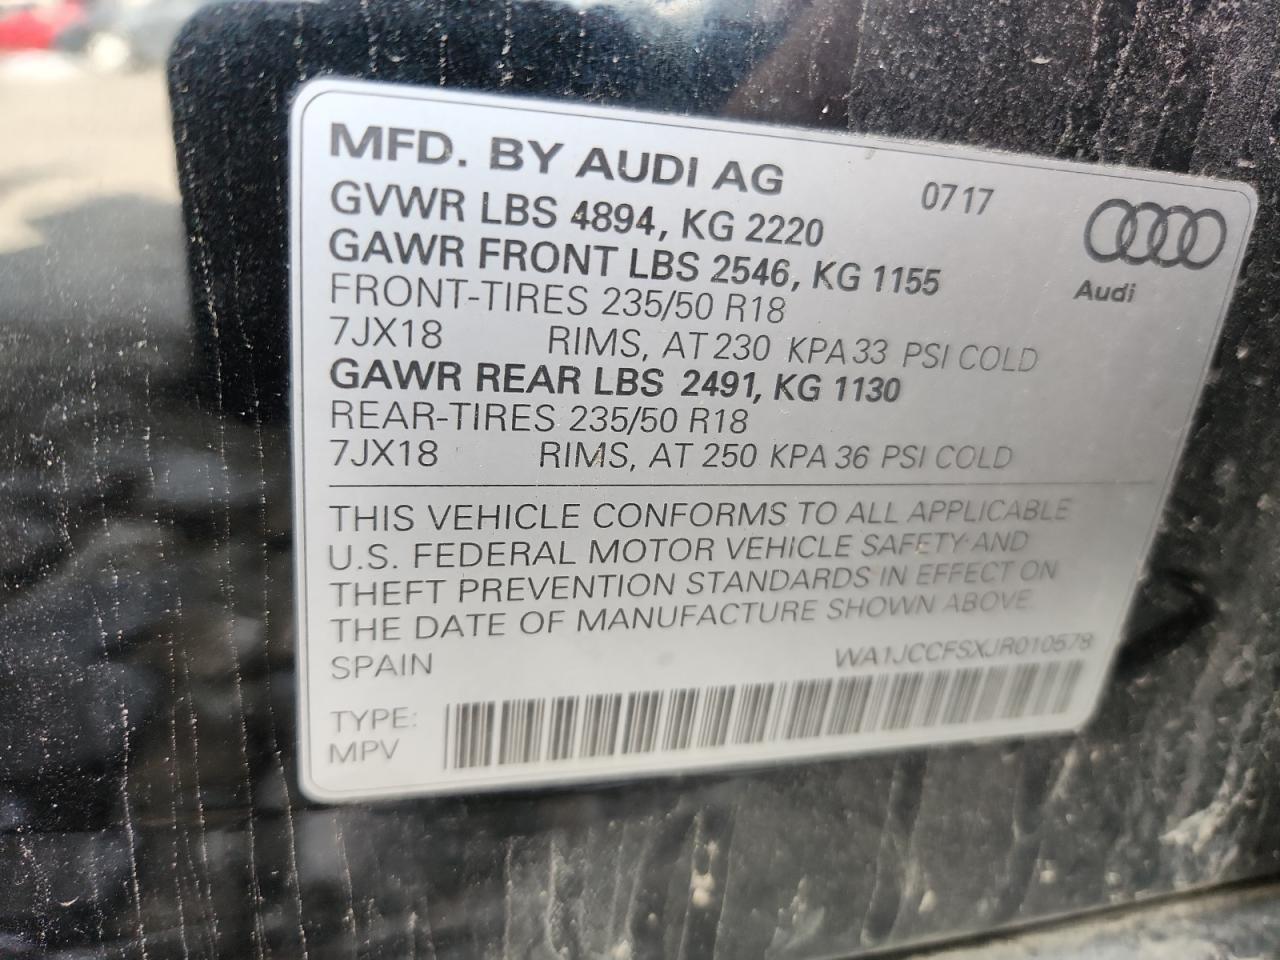 MFD. BY AUDI AG 0717
GVWR LBS 4894, KG 2220
GAWR FRONT LBS 2546, KG 1155
Audi
FRONT-TIRES 235/50 R18
7JX18 RIMS, AT 230 KPA 33 PSI COLD
GAWR REAR LBS 2491, KG 1130
REAR-TIRES 235/50 R18
7JX18 RIMS, AT 250 KPA 36 PSI COLD
THIS VEHICLE CONFORMS TO ALL APPLICABLE
U.S. FEDERAL MOTOR VEHICLE SAFETY AND
THEFT PREVENTION STANDARDS IN EFFECT ON
THE DATE OF MANUFACTURE SHOWN ABOVE.
SPAIN WA1JCCFSXJR010578
TYPE:
MPV